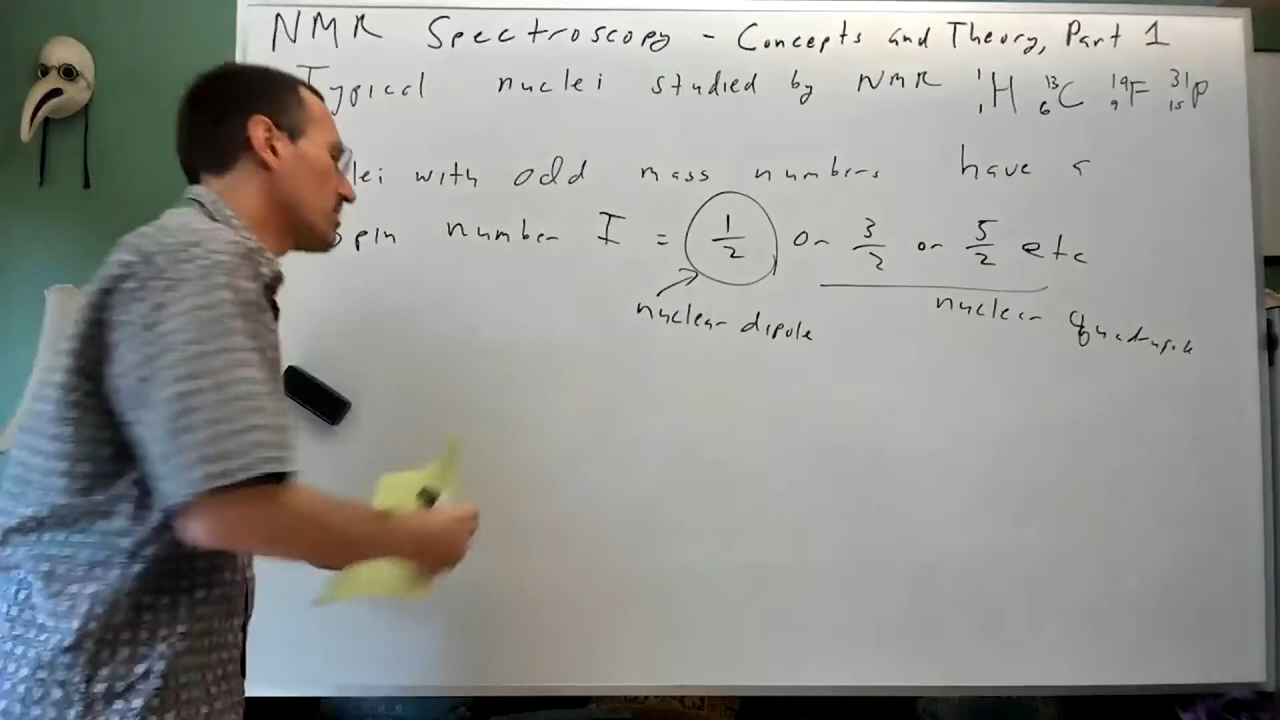 NMR Spectroscopy - Concepts and Theory, Part 1
Typical nuclei studied by NMR ¹₁H ¹³₆C ¹⁹₉F ³¹₁₅P
lei with odd mass numbers have a
spin number I = 1/2 or 3/2 or 5/2 etc
nuclear dipole nuclear quadrupole